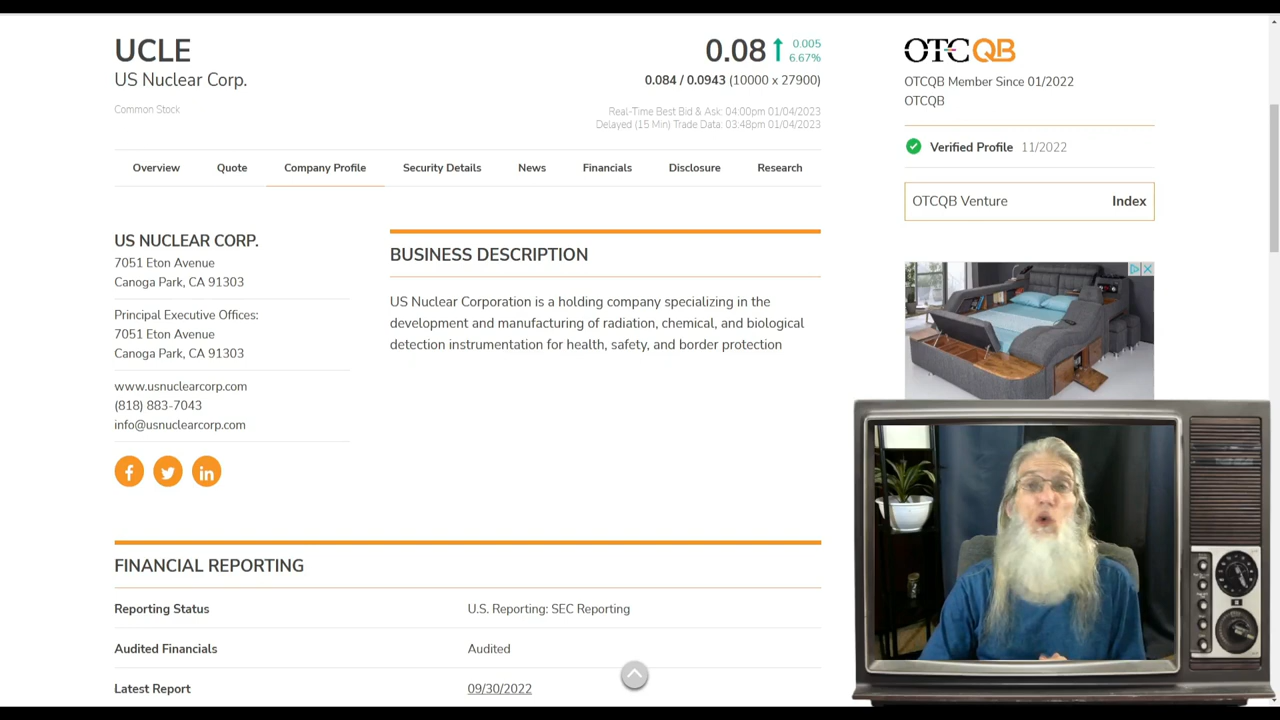 UCLE
US Nuclear Corp.
Common Stock
0.08
0.005
6.67%
0.084 / 0.0943 (10000 x 27900)
Real-Time Best Bid & Ask: 04:00pm 01/04/2023
Delayed (15 Min) Trade Data: 03:48pm 01/04/2023
OTCQB
OTCQB Member Since 01/2022
OTCQB
Verified Profile 11/2022
OTCQB Venture Index
Overview Quote Company Profile Security Details News Financials Disclosure Research
US NUCLEAR CORP.
7051 Eton Avenue
Canoga Park, CA 91303
Principal Executive Offices:
7051 Eton Avenue
Canoga Park, CA 91303
www.usnuclearcorp.com
(818) 883-7043
info@usnuclearcorp.com
BUSINESS DESCRIPTION
US Nuclear Corporation is a holding company specializing in the
development and manufacturing of radiation, chemical, and biological
detection instrumentation for health, safety, and border protection
FINANCIAL REPORTING
Reporting Status U.S. Reporting: SEC Reporting
Audited Financials Audited
Latest Report 09/30/2022